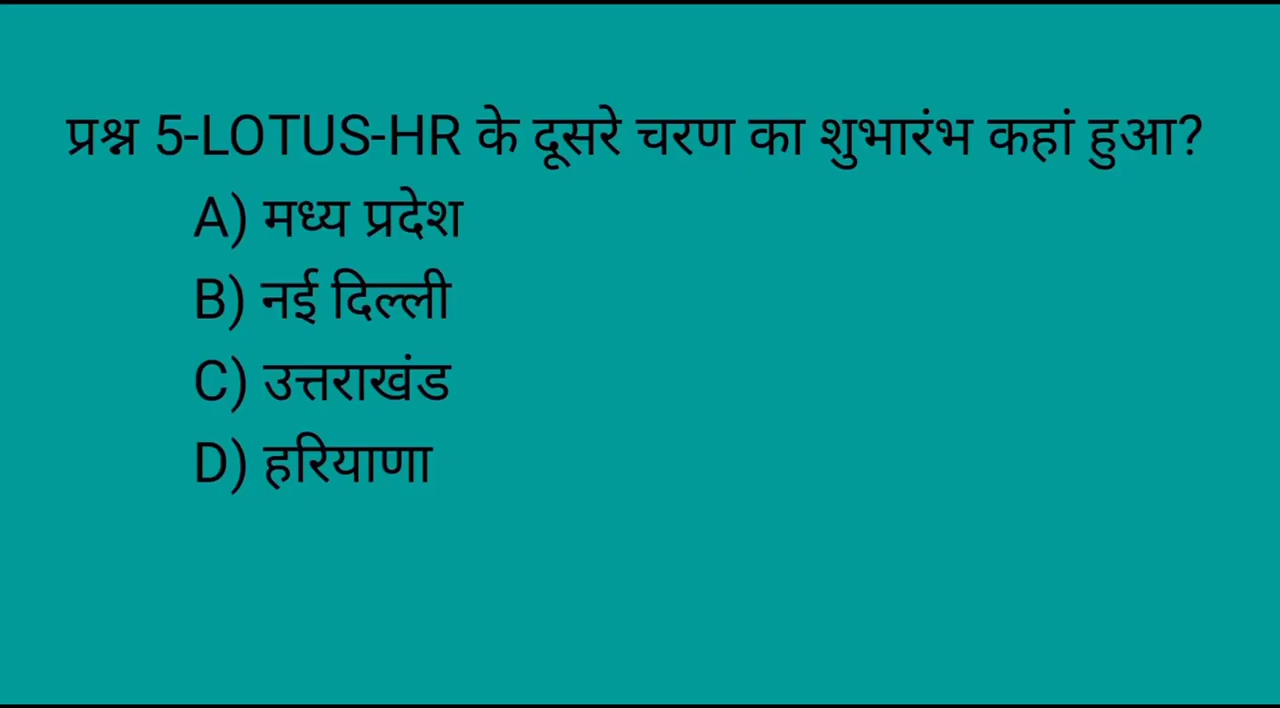 प्रश्न 5-LOTUS-HR के दूसरे चरण का शुभारंभ कहां हुआ?
A) मध्य प्रदेश
B) नई दिल्ली
C) उत्तराखंड
D) हरियाणा